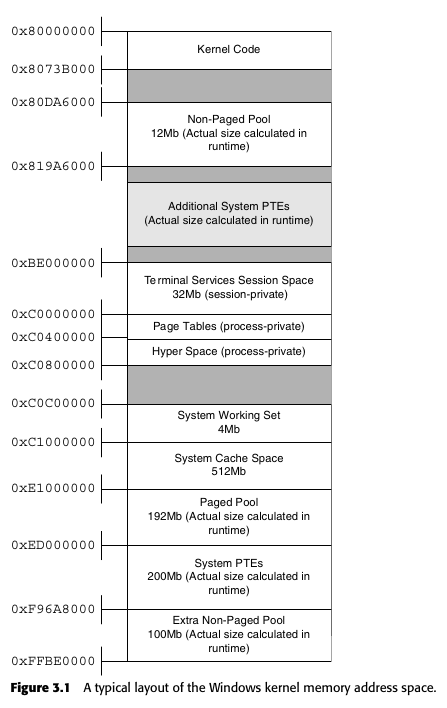 0x80000000
Kernel Code
0x8073B000
0x80DA6000
Non-Paged Pool
12Mb (Actual size calculated in
runtime)
0x819A6000
Additional System PTEs
(Actual size calculated in runtime)
0xBE000000
Terminal Services Session Space
32Mb (session-private)
0xC0000000
Page Tables (process-private)
0xC0400000
Hyper Space (process-private)
0xC0800000
0xC0C00000
System Working Set
4Mb
0xC1000000
System Cache Space
512Mb
0xE1000000
Paged Pool
192Mb (Actual size calculated in
runtime)
0xED000000
System PTEs
200Mb (Actual size calculated in
runtime)
0xF96A8000
Extra Non-Paged Pool
100Mb (Actual size calculated in
runtime)
0xFFBE0000
Figure 3.1 A typical layout of the Windows kernel memory address space.